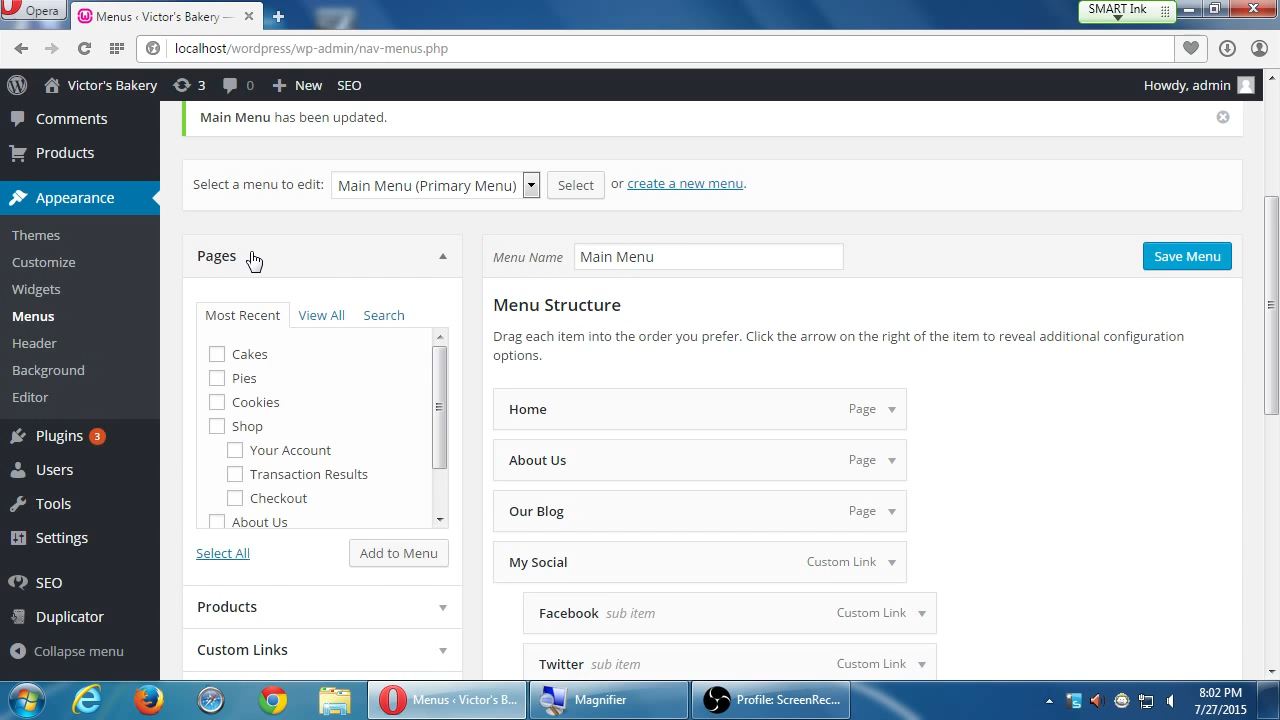 Opera
Menus ‹ Victor's Bakery —
SMART Ink
localhost/wordpress/wp-admin/nav-menus.php
Victor's Bakery
3
0
New
SEO
Howdy, admin
Comments
Products
Appearance
Themes
Customize
Widgets
Menus
Header
Background
Editor
Plugins 3
Users
Tools
Settings
SEO
Duplicator
Collapse menu
Main Menu has been updated.
Select a menu to edit: Main Menu (Primary Menu) Select or create a new menu.
Pages
Most Recent View All Search
Cakes
Pies
Cookies
Shop
Your Account
Transaction Results
Checkout
About Us
Select All Add to Menu
Products
Custom Links
Menu Name Main Menu Save Menu
Menu Structure
Drag each item into the order you prefer. Click the arrow on the right of the item to reveal additional configuration
options.
Home Page
About Us Page
Our Blog Page
My Social Custom Link
Facebook sub item Custom Link
Twitter sub item Custom Link
Menus ‹ Victor's B...
Magnifier
Profile: ScreenRec...
8:02 PM
7/27/2015